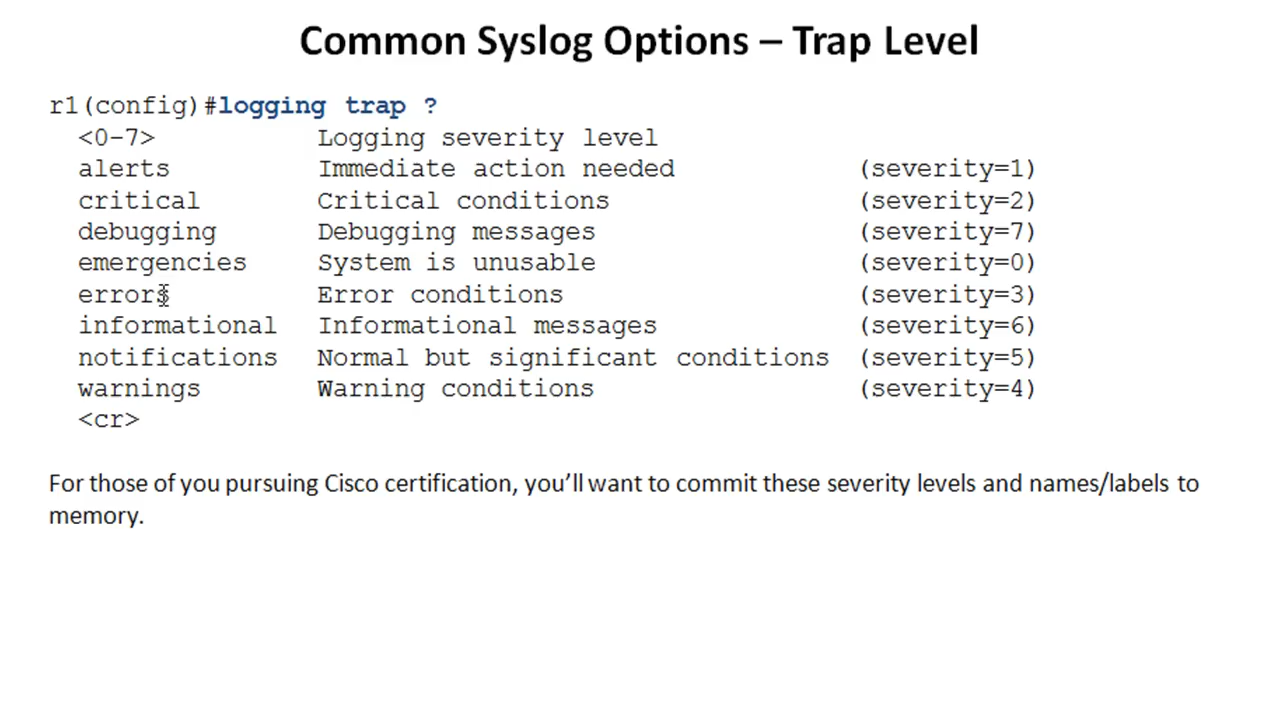 Common Syslog Options – Trap Level
r1(config)#logging trap ?
<0-7> Logging severity level
alerts Immediate action needed (severity=1)
critical Critical conditions (severity=2)
debugging Debugging messages (severity=7)
emergencies System is unusable (severity=0)
errors Error conditions (severity=3)
informational Informational messages (severity=6)
notifications Normal but significant conditions (severity=5)
warnings Warning conditions (severity=4)
<cr>
For those of you pursuing Cisco certification, you'll want to commit these severity levels and names/labels to
memory.